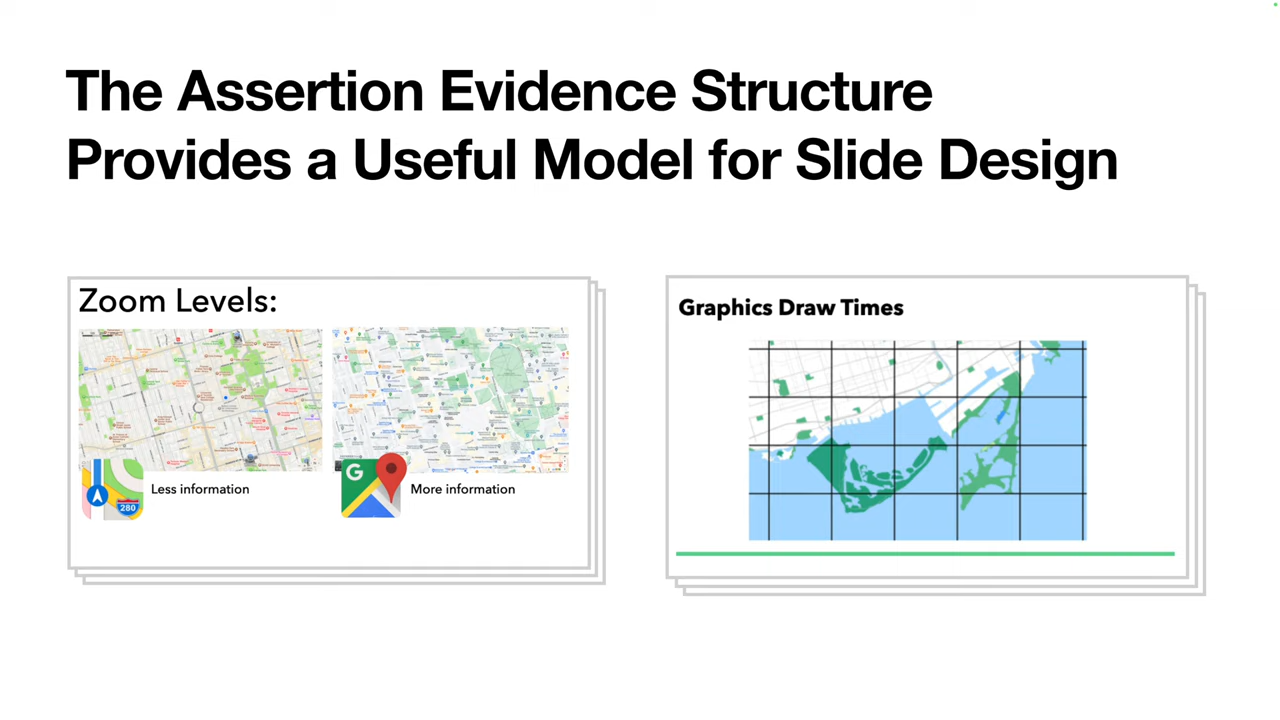 The Assertion Evidence Structure
Provides a Useful Model for Slide Design
Zoom Levels:
G
280
Less information
More information
Graphics Draw Times